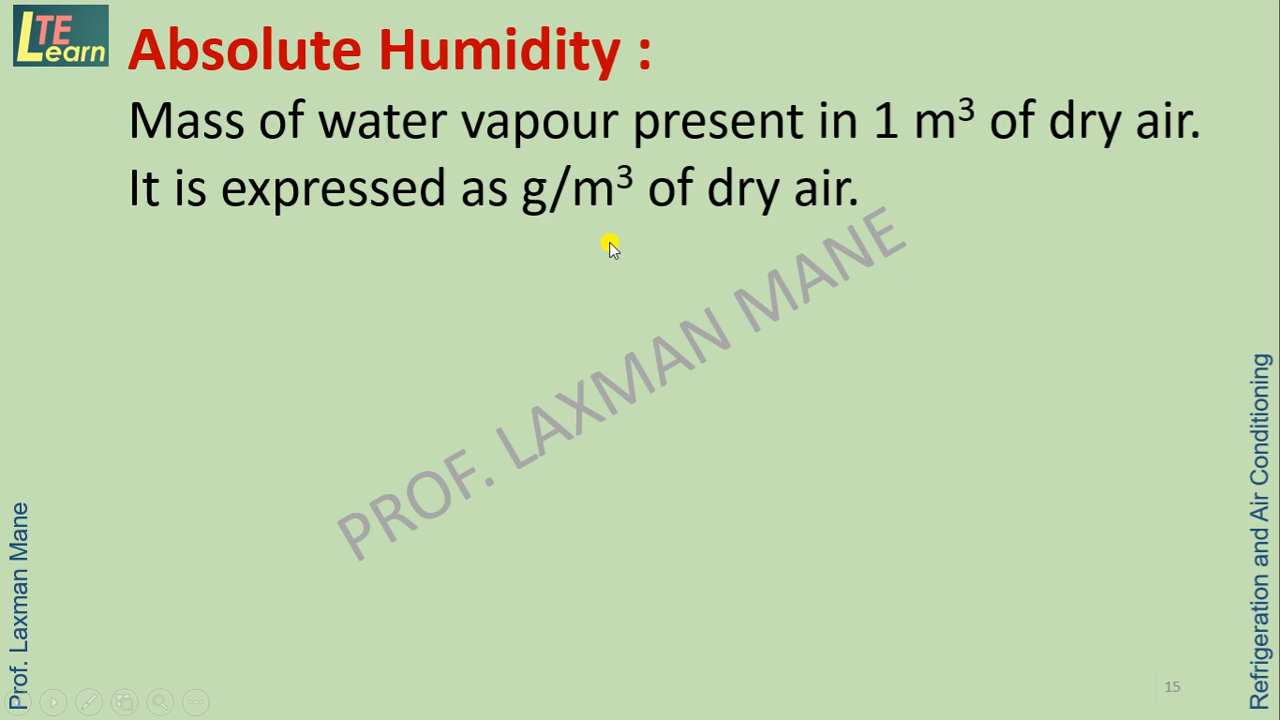 LTE
Learn
Absolute Humidity :
Mass of water vapour present in 1 m³ of dry air.
It is expressed as g/m³ of dry air.
PROF. LAXMAN MANE
Prof. Laxman Mane
Refrigeration and Air Conditioning
15